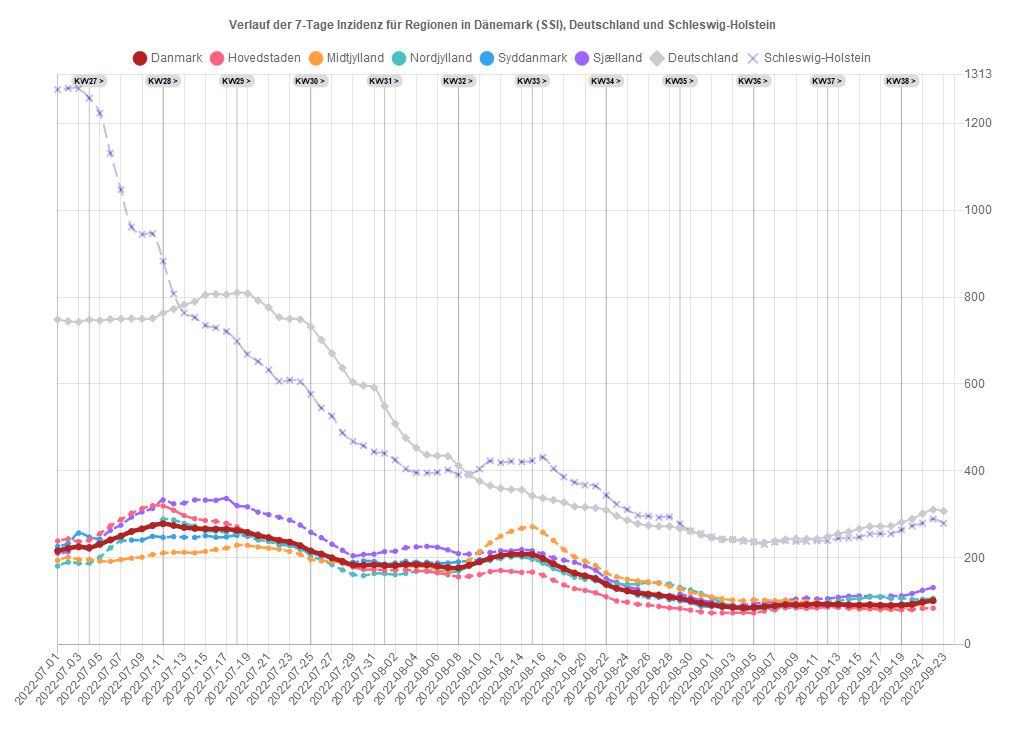 Verlauf der 7-Tage Inzidenz für Regionen in Dänemark (SSI), Deutschland und Schleswig-Holstein
Danmark Hovedstaden Midtjylland Nordjylland Syddanmark Sjælland Deutschland Schleswig-Holstein
KW27 > KW28 > KW29 > KW30 > KW31 > KW32 > KW33 > KW34 > KW35 > KW36 > KW37 > KW38 >
1313
1200
1000
800
600
400
200
100
0
2022-07-01 2022-07-03 2022-07-05 2022-07-07 2022-07-09 2022-07-11 2022-07-13 2022-07-15 2022-07-17 2022-07-19 2022-07-21 2022-07-23 2022-07-25 2022-07-27 2022-07-29 2022-07-31 2022-08-02 2022-08-04 2022-08-06 2022-08-08 2022-08-10 2022-08-12 2022-08-14 2022-08-16 2022-08-18 2022-08-20 2022-08-22 2022-08-24 2022-08-26 2022-08-28 2022-08-30 2022-09-01 2022-09-03 2022-09-05 2022-09-07 2022-09-09 2022-09-11 2022-09-13 2022-09-15 2022-09-17 2022-09-19 2022-09-21 2022-09-23